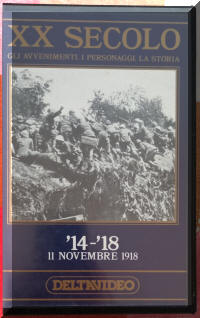 XX SECOLO
GLI AVVENIMENTI. I PERSONAGGI. LA STORIA
'14-'18
11 NOVEMBRE 1918
DELTAVIDEO